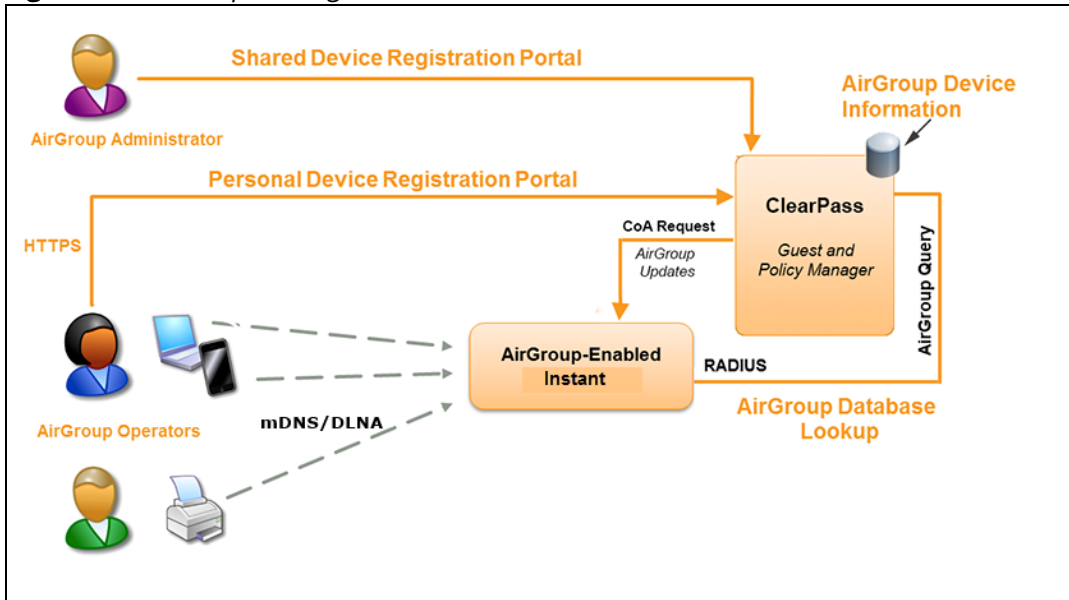 Shared Device Registration Portal
AirGroup Device
Information
AirGroup Administrator
Personal Device Registration Portal
ClearPass
Guest and
Policy Manager
HTTPS
CoA Request
AirGroup
Updates
AirGroup Query
AirGroup-Enabled
Instant
RADIUS
AirGroup Database
Lookup
mDNS/DLNA
AirGroup Operators